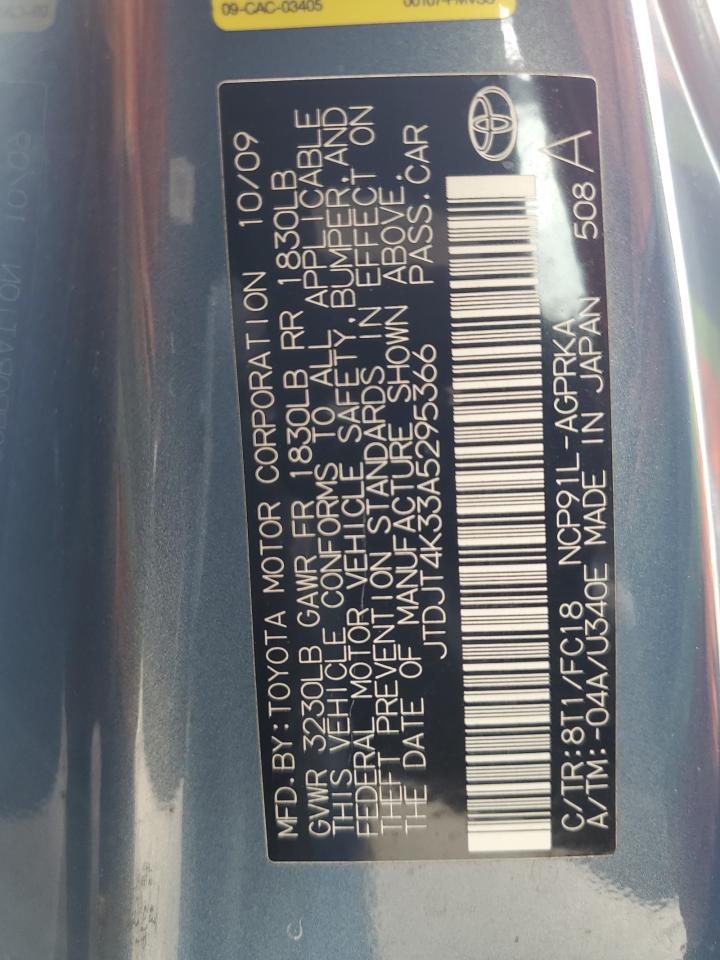 09-CAC-03405
MFD.BY:TOYOTA MOTOR CORPORATION 10/09
GVWR 3230LB GAWR FR 1830LB RR 1830LB
THIS VEHICLE CONFORMS TO ALL APPLICABLE
FEDERAL MOTOR VEHICLE SAFETY,BUMPER,AND
THEFT PREVENTION STANDARDS IN EFFECT ON
THE DATE OF MANUFACTURE SHOWN ABOVE.
JTDJT4K33A5295366 PASS.CAR
C/TR:8T1/FC18 NCP91L-AGPRKA
A/TM:-04A/U340E MADE IN JAPAN 508 A